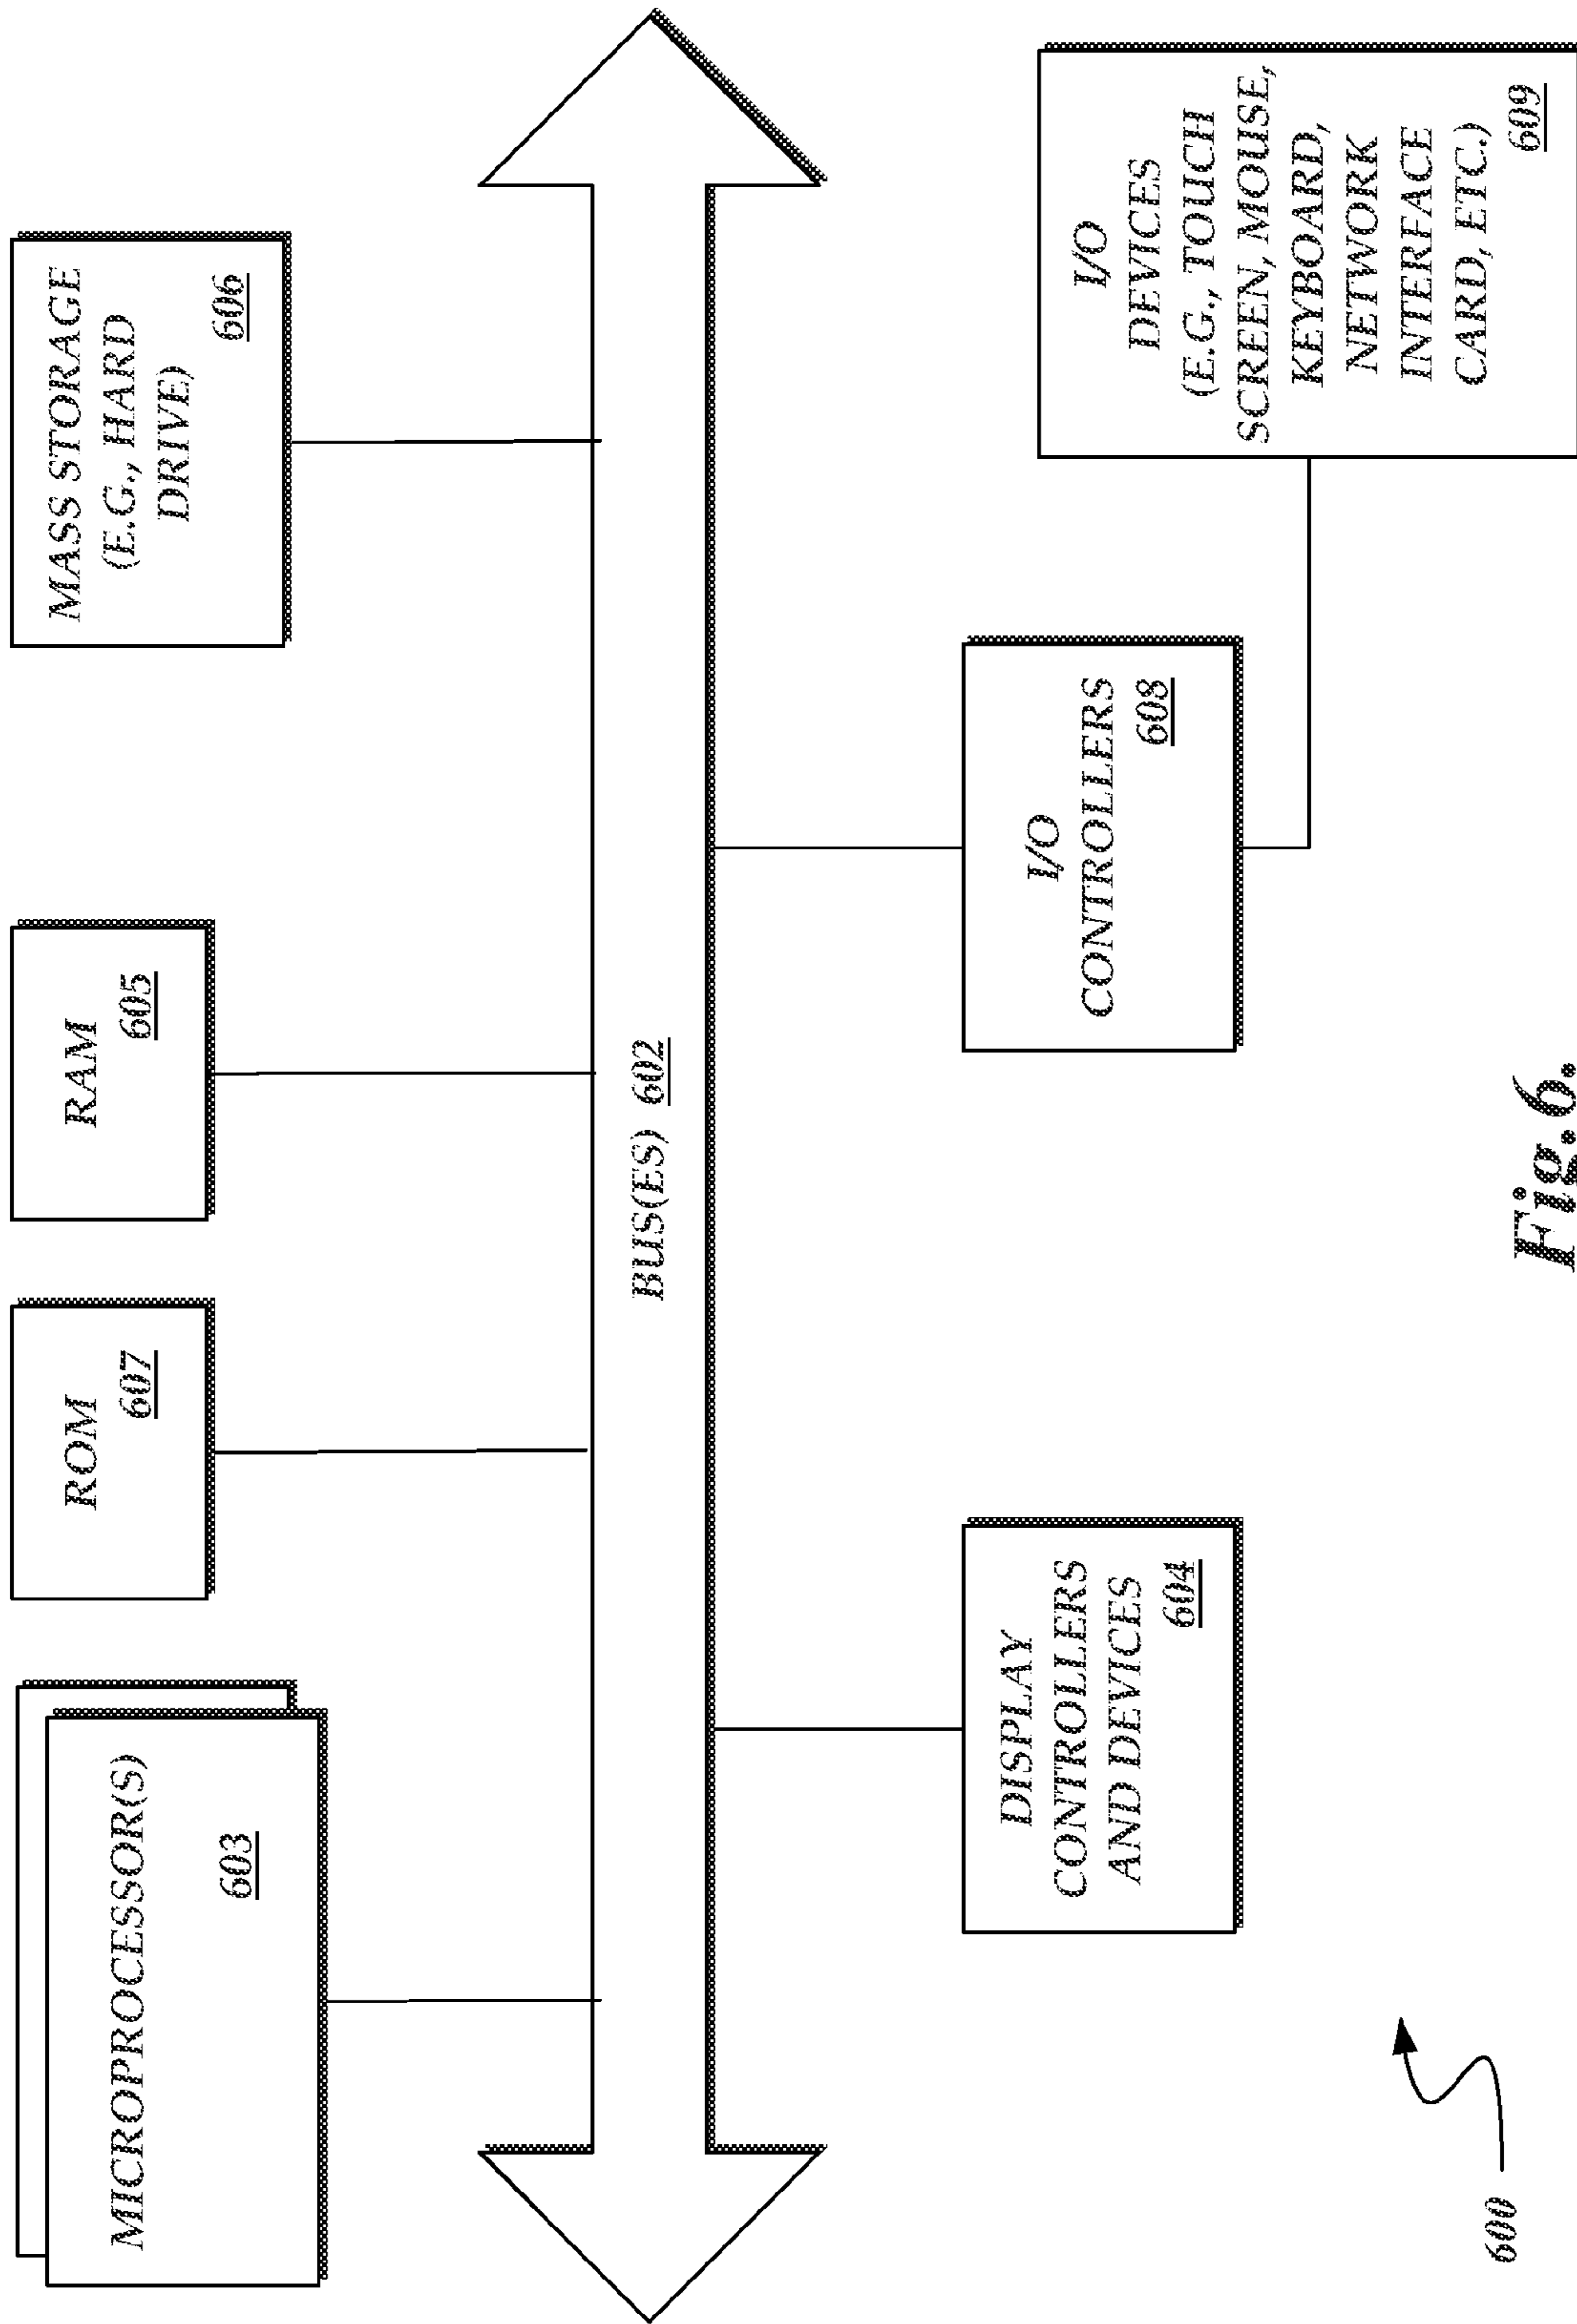 MICROPROCESSOR(S)
603
ROM
607
RAM
605
MASS STORAGE
(E.G., HARD
DRIVE)
606
BUS(ES) 602
DISPLAY
CONTROLLERS
AND DEVICES
604
I/O
CONTROLLERS
608
I/O
DEVICES
(E.G., TOUCH
SCREEN, MOUSE,
KEYBOARD,
NETWORK
INTERFACE
CARD, ETC.)
609
600
Fig.6.